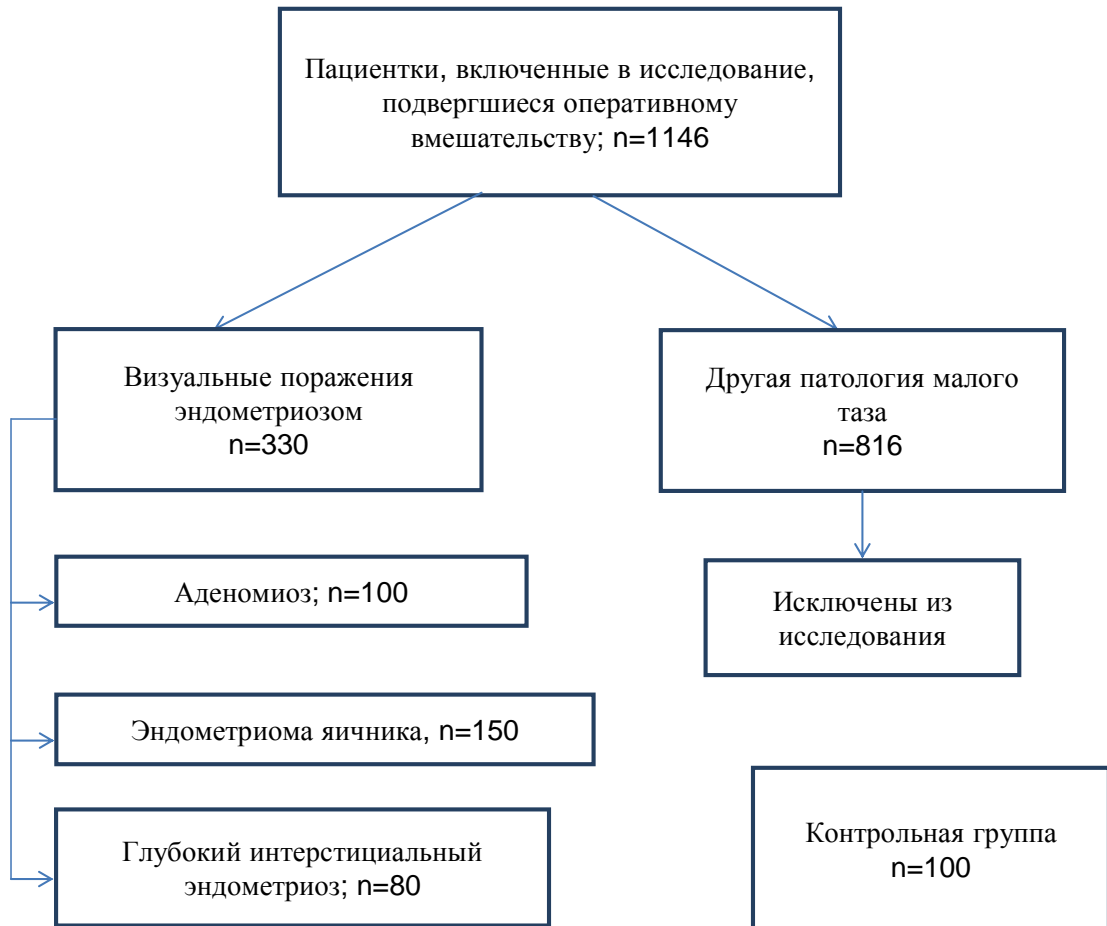 Пациентки, включенные в исследование,
подвергшиеся оперативному
вмешательству; n=1146
Визуальные поражения
эндометриозом
n=330
Другая патология малого
таза
n=816
Аденомиоз; n=100
Исключены из
исследования
Эндометриома яичника, n=150
Глубокий интерстициальный
эндометриоз; n=80
Контрольная группа
n=100